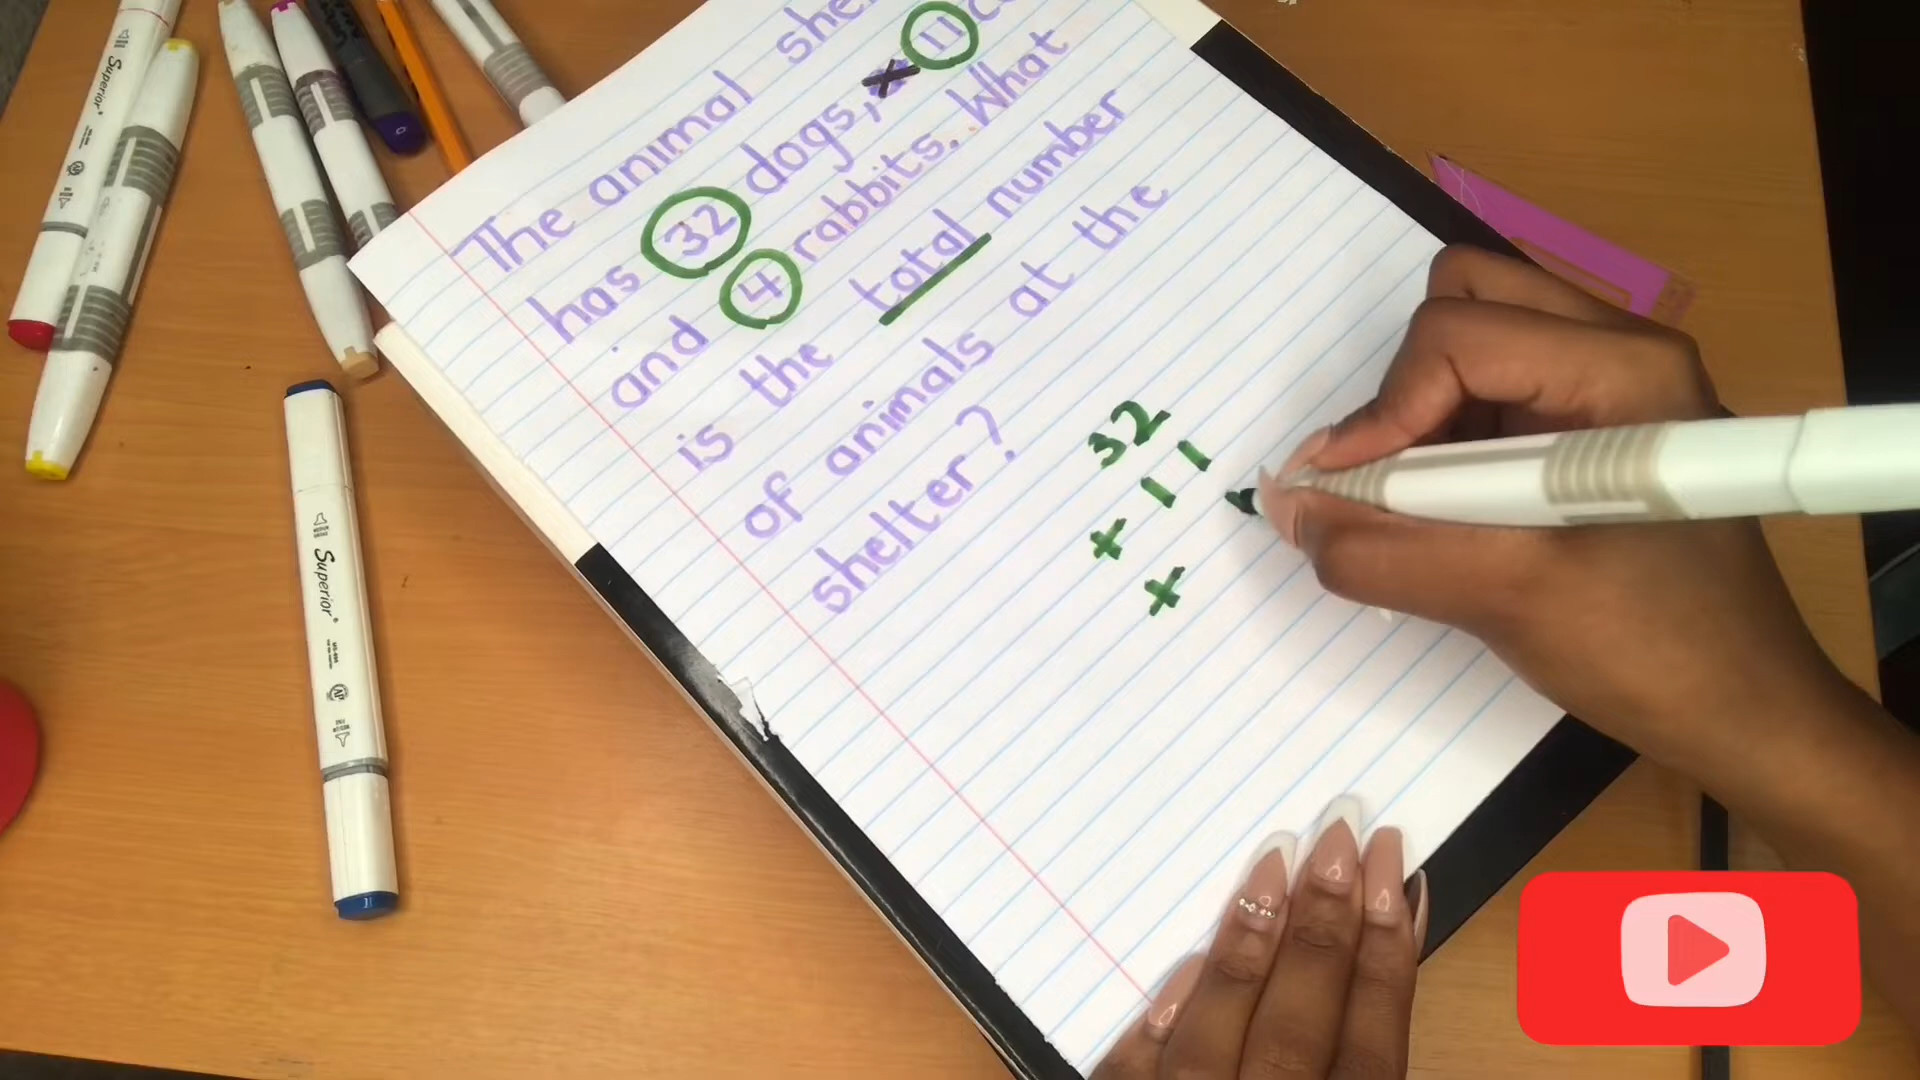 The animal
has 32 dogs, 11
and 4 rabbits. What
is the total number
of animals at the
shelter?
32
+ 11
+
Superior
Superior